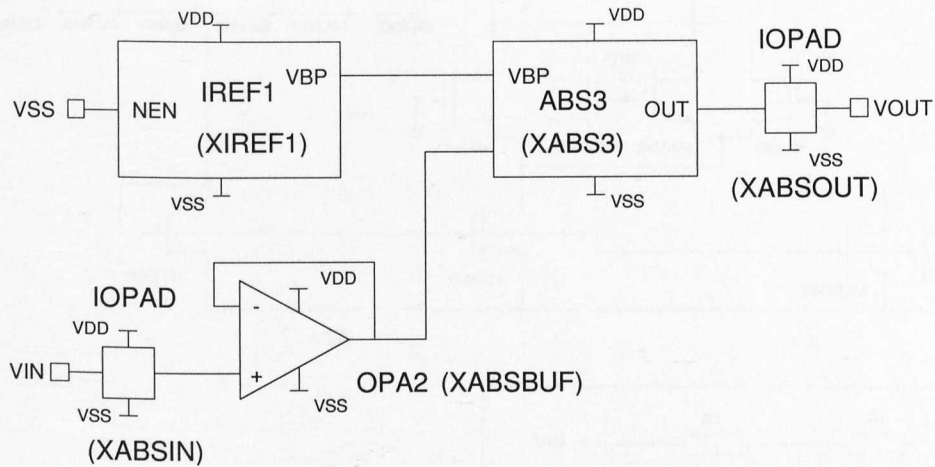 VDD
VDD
IOPAD
VDD
VSS
NEN
IREF1
(XIREF1)
VBP
VBP
ABS3
(XABS3)
OUT
VOUT
VSS
VSS
VSS
(XABSOUT)
IOPAD
VDD
VDD
VIN
+
-
OPA2 (XABSBUF)
VSS
VSS
(XABSIN)